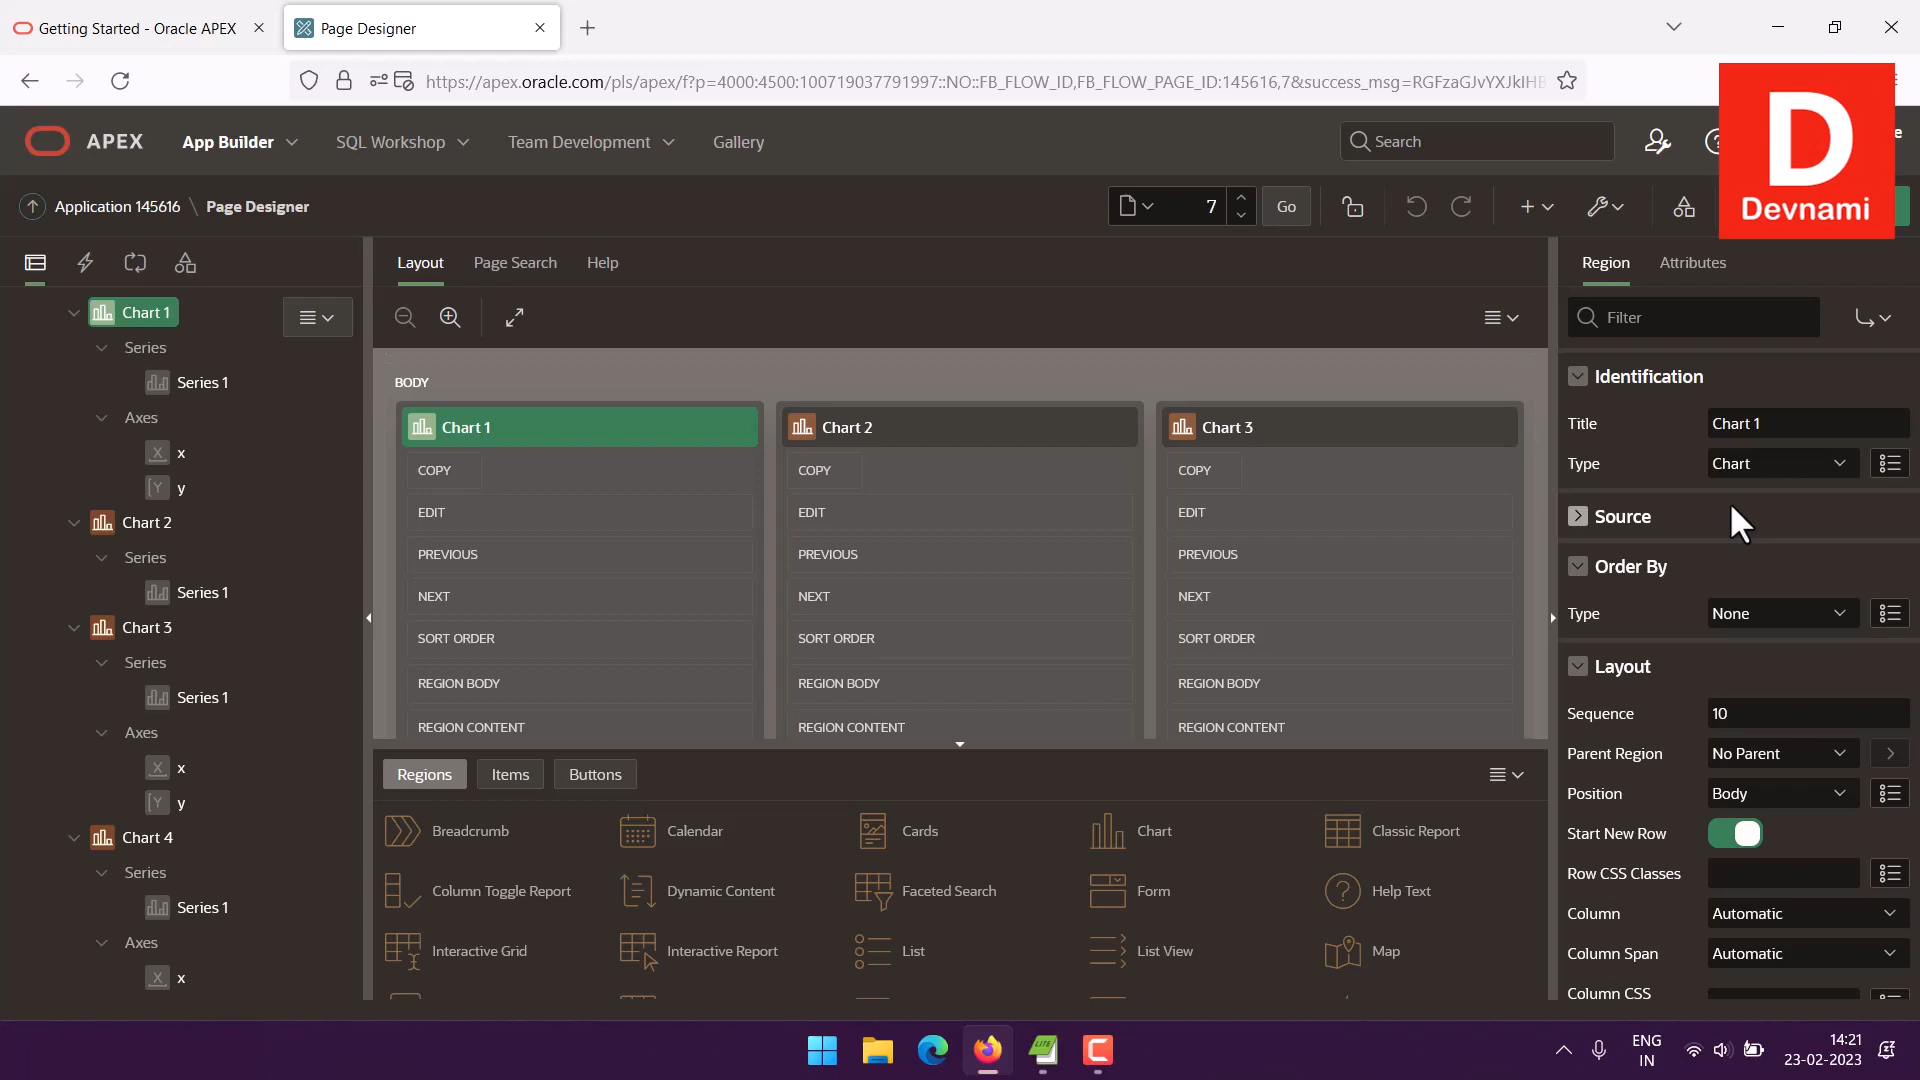 Getting Started - Oracle APEX
Page Designer
https://apex.oracle.com/pls/apex/f?p=4000:4500:100719037791997::NO::FB_FLOW_ID,FB_FLOW_PAGE_ID:145616,7&success_msg=RGFzaGJvYXJkIHB
APEX
App Builder
SQL Workshop
Team Development
Gallery
Search
D
Devnami
Application 145616 \ Page Designer
7
Go
Layout
Page Search
Help
Region
Attributes
Chart 1
Series
Series 1
Axes
x
y
Chart 2
Series
Series 1
Chart 3
Series
Series 1
Axes
x
y
Chart 4
Series
Series 1
Axes
x
BODY
Chart 1
COPY
EDIT
PREVIOUS
NEXT
SORT ORDER
REGION BODY
REGION CONTENT
Chart 2
COPY
EDIT
PREVIOUS
NEXT
SORT ORDER
REGION BODY
REGION CONTENT
Chart 3
COPY
EDIT
PREVIOUS
NEXT
SORT ORDER
REGION BODY
REGION CONTENT
Regions
Items
Buttons
Breadcrumb
Calendar
Cards
Chart
Classic Report
Column Toggle Report
Dynamic Content
Faceted Search
Form
Help Text
Interactive Grid
Interactive Report
List
List View
Map
Filter
Identification
Title Chart 1
Type Chart
Source
Order By
Type None
Layout
Sequence 10
Parent Region No Parent
Position Body
Start New Row
Row CSS Classes
Column Automatic
Column Span Automatic
Column CSS
LITE
ENG
IN
14:21
23-02-2023